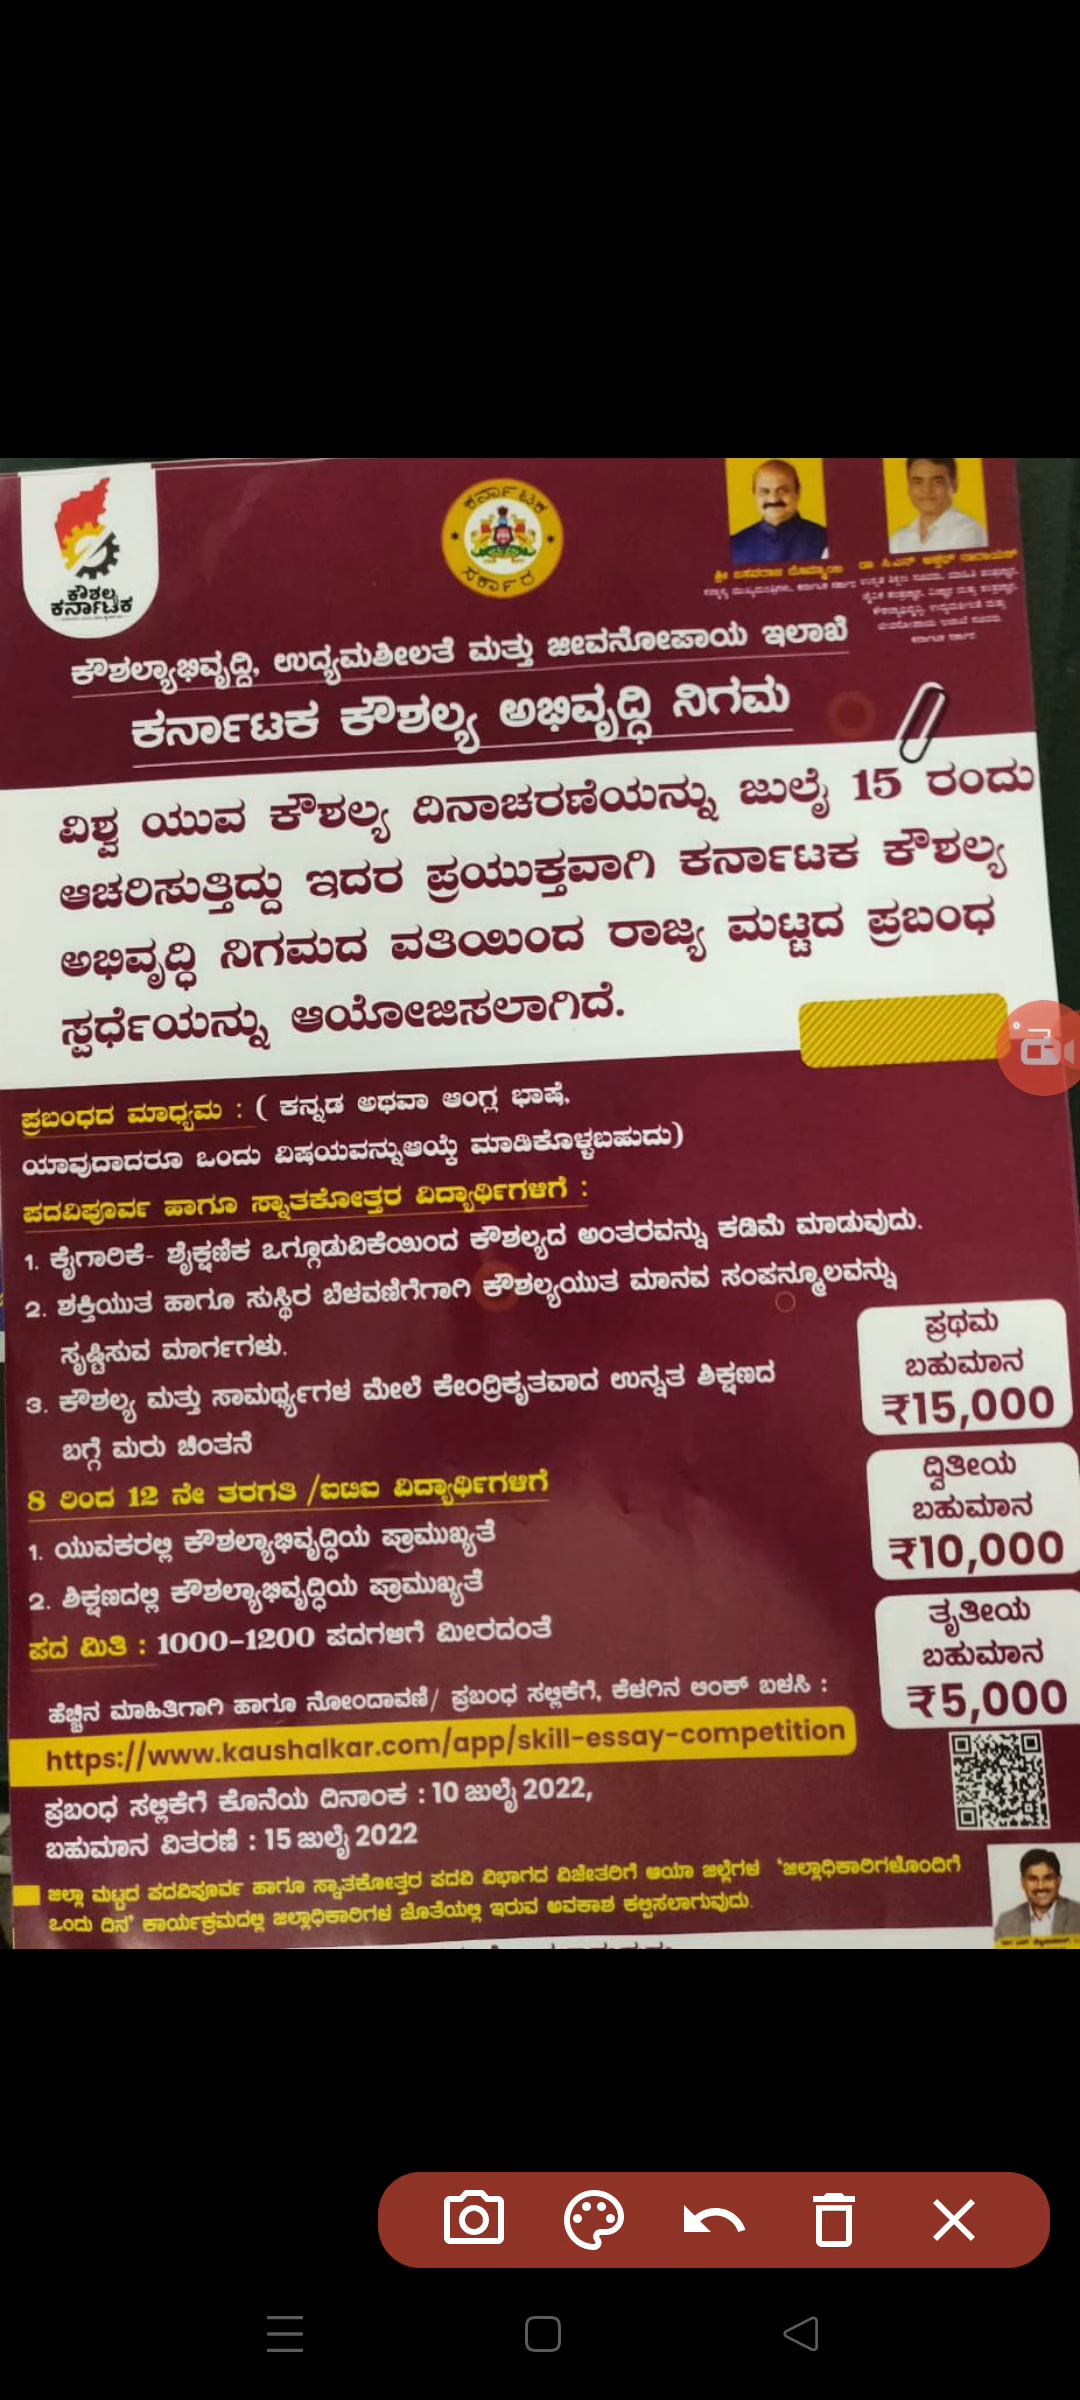 ಕೌಶಲ್ಯ
ಕರ್ನಾಟಕ
ಕರ್ನಾಟಕ
ಸರ್ಕಾರ
ಶ್ರೀ ಬಸವರಾಜ ಬೊಮ್ಮಾಯಿ
ಡಾ ಸಿ.ಎನ್ ಅಶ್ವಥ್ ನಾರಾಯಣ್
ಕೌಶಲ್ಯಾಭಿವೃದ್ದಿ, ಉದ್ಯಮಶೀಲತೆ ಮತ್ತು ಜೀವನೋಪಾಯ ಇಲಾಖೆ
ಕರ್ನಾಟಕ ಕೌಶಲ್ಯ ಅಭಿವೃದ್ಧಿ ನಿಗಮ
ವಿಶ್ವ ಯುವ ಕೌಶಲ್ಯ ದಿನಾಚರಣೆಯನ್ನು ಜುಲೈ 15 ರಂದು
ಆಚರಿಸುತ್ತಿದ್ದು ಇದರ ಪ್ರಯುಕ್ತವಾಗಿ ಕರ್ನಾಟಕ ಕೌಶಲ್ಯ
ಅಭಿವೃದ್ಧಿ ನಿಗಮದ ವತಿಯಿಂದ ರಾಜ್ಯ ಮಟ್ಟದ ಪ್ರಬಂಧ
ಸ್ಪರ್ಧೆಯನ್ನು ಆಯೋಜಿಸಲಾಗಿದೆ.
ಪ್ರಬಂಧದ ಮಾಧ್ಯಮ : ( ಕನ್ನಡ ಅಥವಾ ಆಂಗ್ಲ ಭಾಷೆ,
ಯಾವುದಾದರೂ ಒಂದು ವಿಷಯವನ್ನುಆಯ್ಕೆ ಮಾಡಿಕೊಳ್ಳಬಹುದು)
ಪದವಿಪೂರ್ವ ಹಾಗೂ ಸ್ನಾತಕೋತ್ತರ ವಿದ್ಯಾರ್ಥಿಗಳಿಗೆ :
1. ಕೈಗಾರಿಕೆ- ಶೈಕ್ಷಣಿಕ ಒಗ್ಗೂಡುವಿಕೆಯಿಂದ ಕೌಶಲ್ಯದ ಅಂತರವನ್ನು ಕಡಿಮೆ ಮಾಡುವುದು.
2. ಶಕ್ತಿಯುತ ಹಾಗೂ ಸುಸ್ಥಿರ ಬೆಳವಣಿಗೆಗಾಗಿ ಕೌಶಲ್ಯಯುತ ಮಾನವ ಸಂಪನ್ಮೂಲವನ್ನು
ಸೃಷ್ಟಿಸುವ ಮಾರ್ಗಗಳು.
3. ಕೌಶಲ್ಯ ಮತ್ತು ಸಾಮರ್ಥ್ಯಗಳ ಮೇಲೆ ಕೇಂದ್ರಿಕೃತವಾದ ಉನ್ನತ ಶಿಕ್ಷಣದ
ಬಗ್ಗೆ ಮರು ಚಿಂತನೆ
8 ರಿಂದ 12 ನೇ ತರಗತಿ /ಐಟಿಐ ವಿದ್ಯಾರ್ಥಿಗಳಿಗೆ
1. ಯುವಕರಲ್ಲಿ ಕೌಶಲ್ಯಾಭಿವೃದ್ಧಿಯ ಪ್ರಾಮುಖ್ಯತೆ
2. ಶಿಕ್ಷಣದಲ್ಲಿ ಕೌಶಲ್ಯಾಭಿವೃದ್ಧಿಯ ಪ್ರಾಮುಖ್ಯತೆ
ಪದ ಮಿತಿ : 1000-1200 ಪದಗಳಿಗೆ ಮೀರದಂತೆ
ಪ್ರಥಮ
ಬಹುಮಾನ
₹15,000
ದ್ವಿತೀಯ
ಬಹುಮಾನ
₹10,000
ತೃತೀಯ
ಬಹುಮಾನ
₹5,000
ಹೆಚ್ಚಿನ ಮಾಹಿತಿಗಾಗಿ ಹಾಗೂ ನೋಂದಾವಣಿ/ ಪ್ರಬಂಧ ಸಲ್ಲಿಕೆಗೆ, ಕೆಳಗಿನ ಲಿಂಕ್ ಬಳಸಿ :
https://www.kaushalkar.com/app/skill-essay-competition
ಪ್ರಬಂಧ ಸಲ್ಲಿಕೆಗೆ ಕೊನೆಯ ದಿನಾಂಕ : 10 ಜುಲೈ 2022,
ಬಹುಮಾನ ವಿತರಣೆ : 15 ಜುಲೈ 2022
ಜಿಲ್ಲಾ ಮಟ್ಟದ ಪದವಿಪೂರ್ವ ಹಾಗೂ ಸ್ನಾತಕೋತ್ತರ ಪದವಿ ವಿಭಾಗದ ವಿಜೇತರಿಗೆ ಆಯಾ ಜಿಲ್ಲೆಗಳ 'ಜಿಲ್ಲಾಧಿಕಾರಿಗಳೊಂದಿಗೆ
ಒಂದು ದಿನ' ಕಾರ್ಯಕ್ರಮದಲ್ಲಿ ಜಿಲ್ಲಾಧಿಕಾರಿಗಳ ಜೊತೆಯಲ್ಲಿ ಇರುವ ಅವಕಾಶ ಕಲ್ಪಿಸಲಾಗುವುದು.